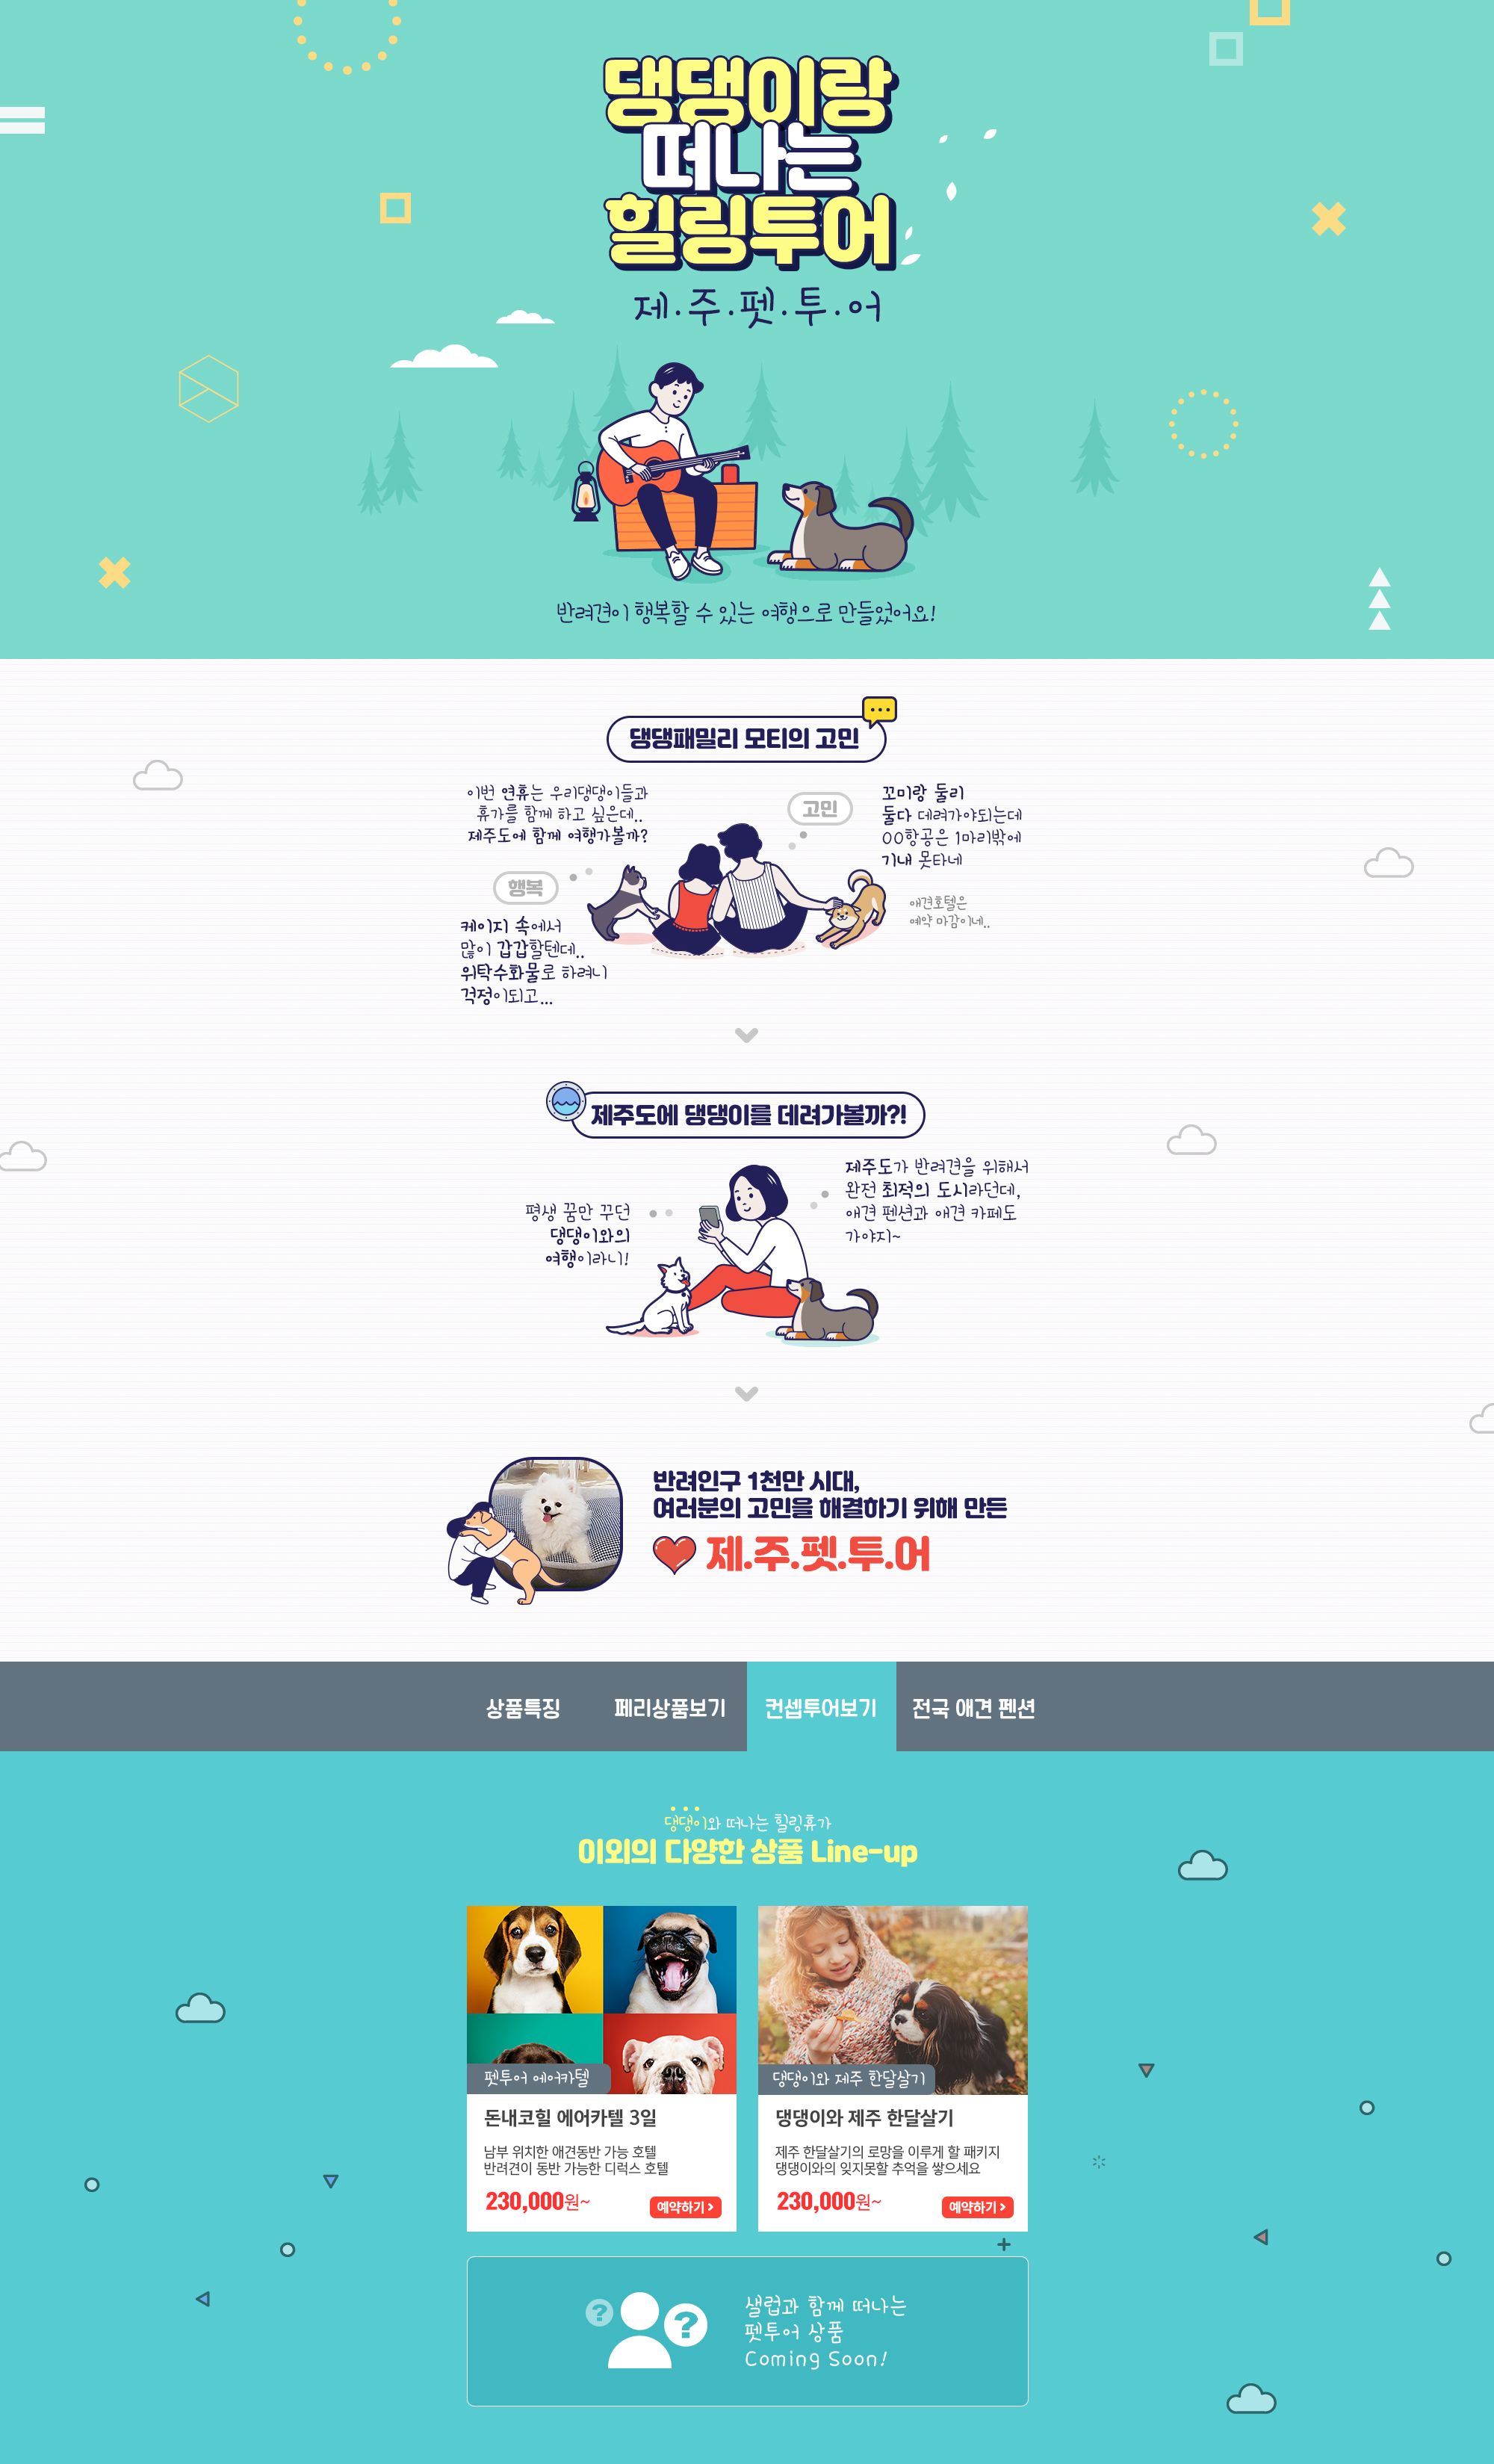 댕댕이랑
떠나는
힐링투어
제·주·펫·투·어
반려견이 행복할 수 있는 여행으로 만들었어요!
댕댕패밀리 모티의 고민
이번 연휴는 우리댕댕이들과
휴가를 함께 하고 싶은데..
제주도에 함께 여행가볼까?
고민
꼬미랑 둘리
둘다 데려가야되는데
OO항공은 1마리밖에
기내 못타네
애견호텔은
예약 마감이네..
행복
케이지 속에서
많이 갑갑할텐데..
위탁수화물로 하려니
걱정이되고...
제주도에 댕댕이를 데려가볼까?!
평생 꿈만 꾸던
댕댕이와의
여행이라니!
제주도가 반려견을 위해서
완전 최적의 도시라던데,
애견 펜션과 애견 카페도
가야지~
반려인구 1천만 시대,
여러분의 고민을 해결하기 위해 만든
제.주.펫.투.어
상품특징 페리상품보기 컨셉투어보기 전국 애견 펜션
댕댕이와 떠나는 힐링휴가
이외의 다양한 상품 Line-up
펫투어 에어카텔
돈내코힐 에어카텔 3일
남부 위치한 애견동반 가능 호텔
반려견이 동반 가능한 디럭스 호텔
230,000원~
예약하기 >
댕댕이와 제주 한달살기
댕댕이와 제주 한달살기
제주 한달살기의 로망을 이루게 할 패키지
댕댕이와의 잊지못할 추억을 쌓으세요
230,000원~
예약하기 >
? ?
샐럽과 함께 떠나는
펫투어 상품
Coming Soon!